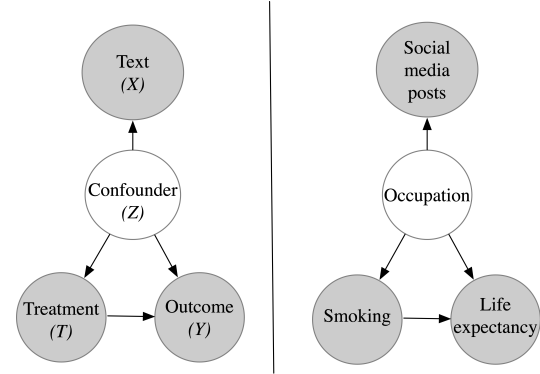 Text
(X)
Confounder
(Z)
Treatment
(T)
Outcome
(Y)
Social
media
posts
Occupation
Smoking
Life
expectancy